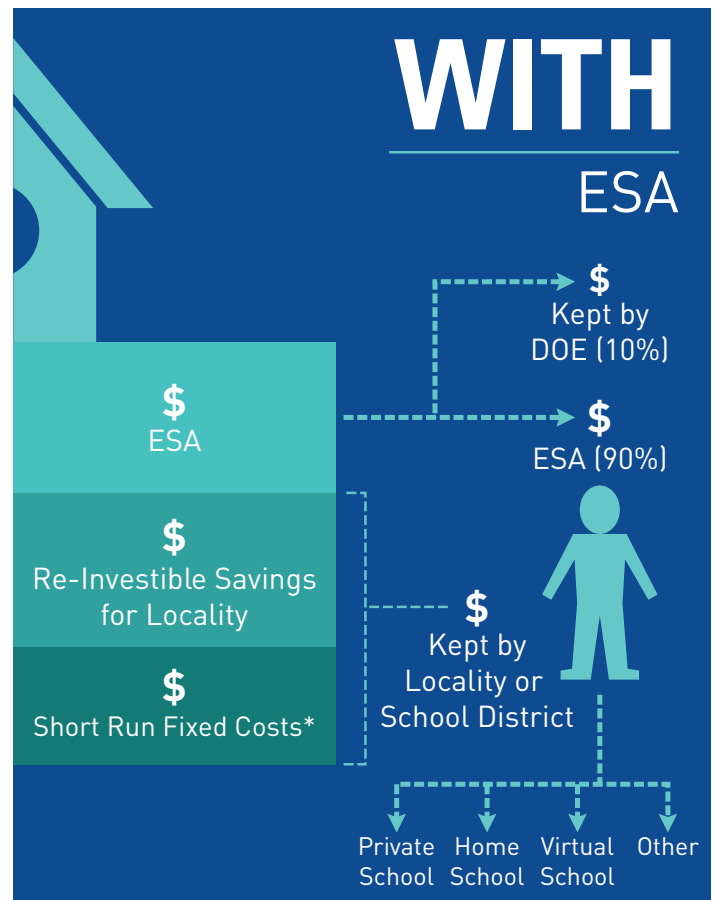 WITH
ESA
$
Kept by
DOE (10%)
$
ESA
$
ESA (90%)
$
Re-Investible Savings
for Locality
$
Kept by
Locality or
School District
$
Short Run Fixed Costs*
Private
School
Home
School
Virtual
School
Other